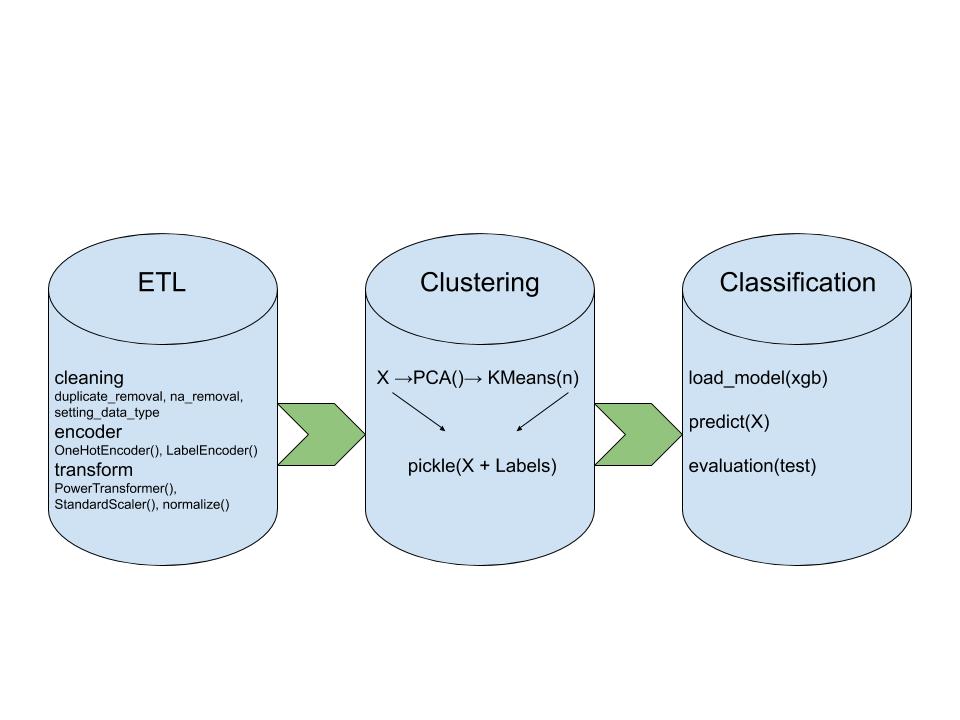 ETL
cleaning
duplicate_removal, na_removal,
setting_data_type
encoder
OneHotEncoder(), LabelEncoder()
transform
PowerTransformer(),
StandardScaler(), normalize()
Clustering
X →PCA()→ KMeans(n)
pickle(X + Labels)
Classification
load_model(xgb)
predict(X)
evaluation(test)